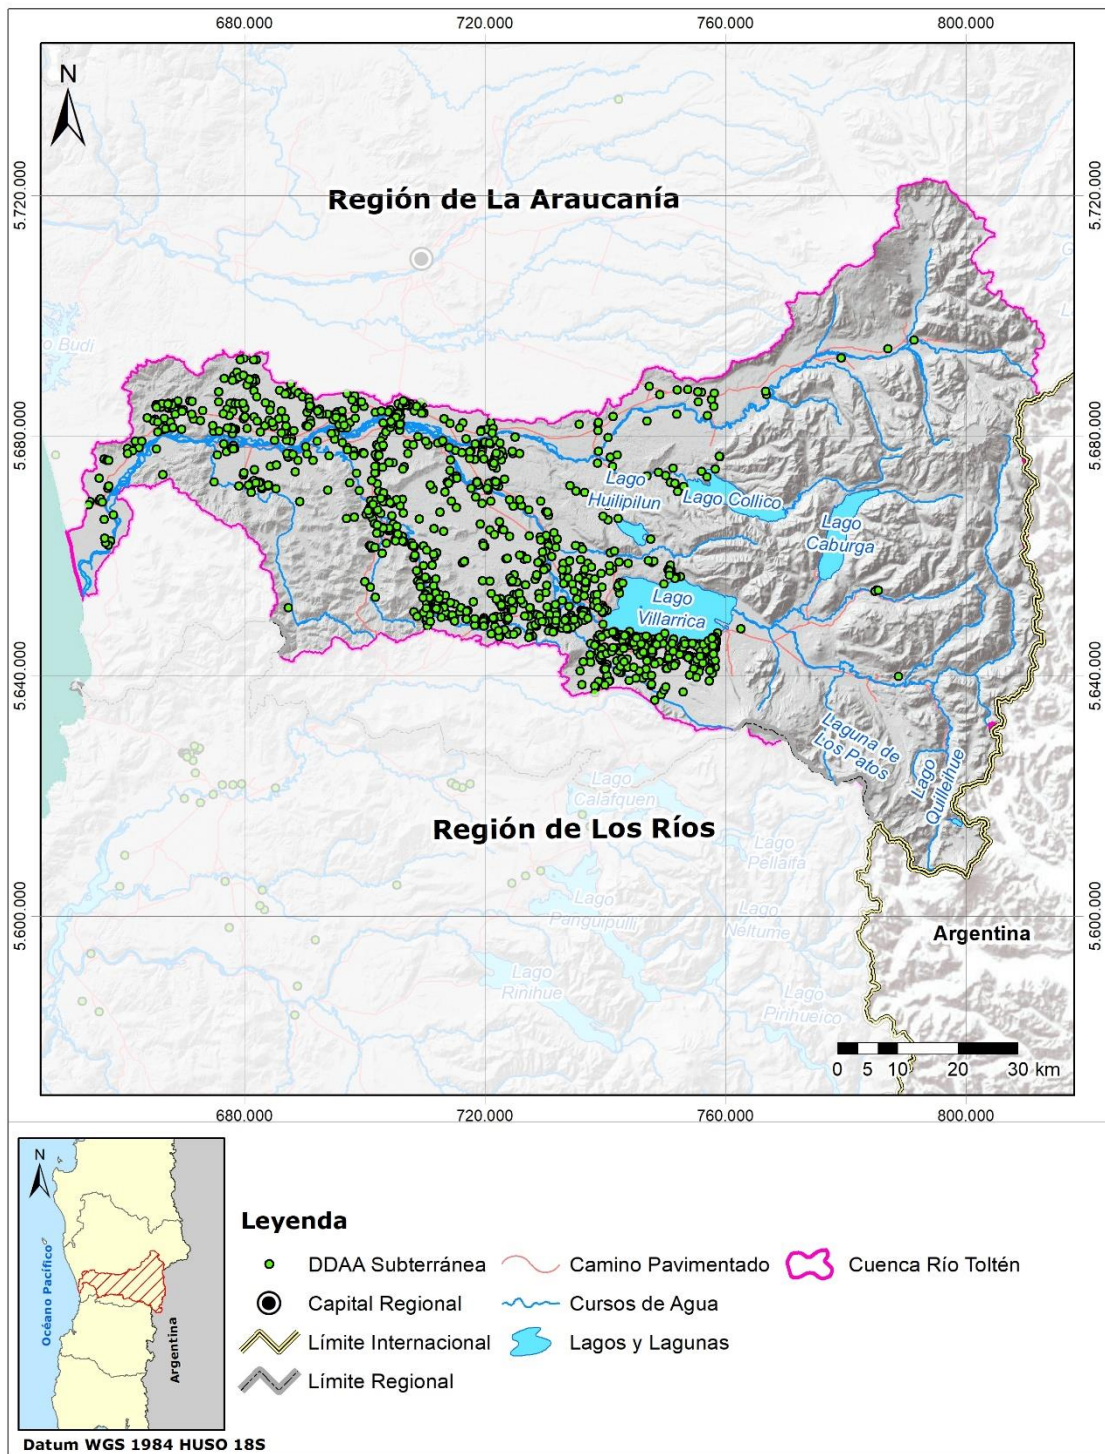 680.000
720.000
760.000
800.000
N
5.720.000
5.720.000
Región de La Araucanía
o Budi
5.680.000
5.680.000
Lago
Huilipilun
Lago Collico
Lago
Caburga
Lago
Villarrica
5.640.000
5.640.000
Laguna de
Los Patos
Lago
Quilleihue
Lago
Calafquen
Región de Los Ríos
Lago
Pellaifa
Lago
Panguipulli
Lago
Neltume
5.600.000
5.600.000
Argentina
Lago
Rinihue
Lago
Pirihueico
0 5 10 20 30 km
680.000
720.000
760.000
800.000
N
Océano Pacífico
Argentina
Datum WGS 1984 HUSO 18S
Leyenda
DDAA Subterránea
Camino Pavimentado
Cuenca Río Toltén
Capital Regional
Cursos de Agua
Límite Internacional
Lagos y Lagunas
Límite Regional